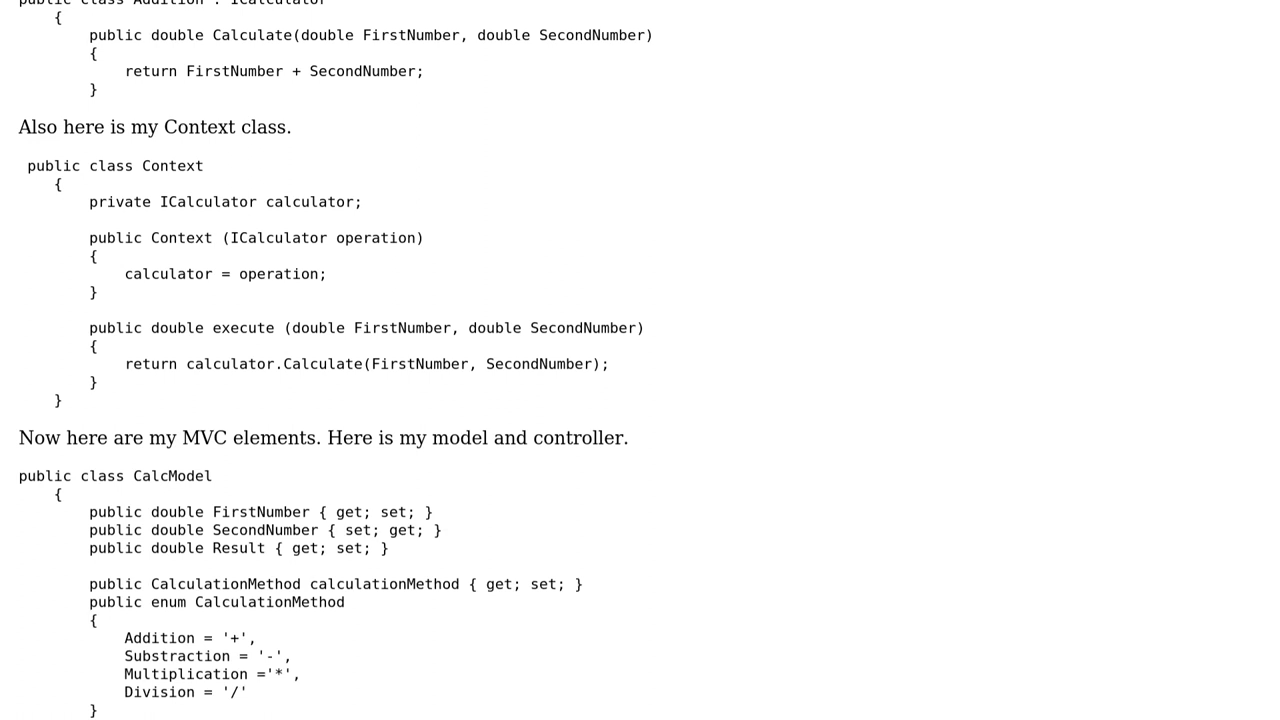 public class Addition : ICalculator
{
public double Calculate(double FirstNumber, double SecondNumber)
{
return FirstNumber + SecondNumber;
}
Also here is my Context class.
public class Context
{
private ICalculator calculator;
public Context (ICalculator operation)
{
calculator = operation;
}
public double execute (double FirstNumber, double SecondNumber)
{
return calculator.Calculate(FirstNumber, SecondNumber);
}
}
Now here are my MVC elements. Here is my model and controller.
public class CalcModel
{
public double FirstNumber { get; set; }
public double SecondNumber { set; get; }
public double Result { get; set; }
public CalculationMethod calculationMethod { get; set; }
public enum CalculationMethod
{
Addition = '+',
Substraction = '-',
Multiplication ='*',
Division = '/'
}